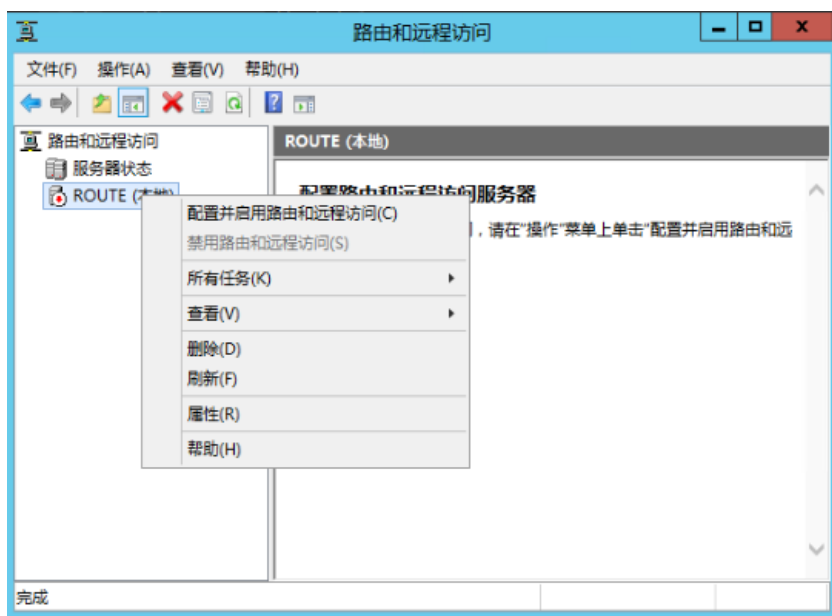 路由和远程访问
文件(F) 操作(A) 查看(V) 帮助(H)
路由和远程访问
服务器状态
ROUTE (本地)
ROUTE (本地)
配置路由和远程访问服务器
，请在"操作"菜单上单击"配置并启用路由和远
配置并启用路由和远程访问(C)
禁用路由和远程访问(S)
所有任务(K)
查看(V)
删除(D)
刷新(F)
属性(R)
帮助(H)
完成